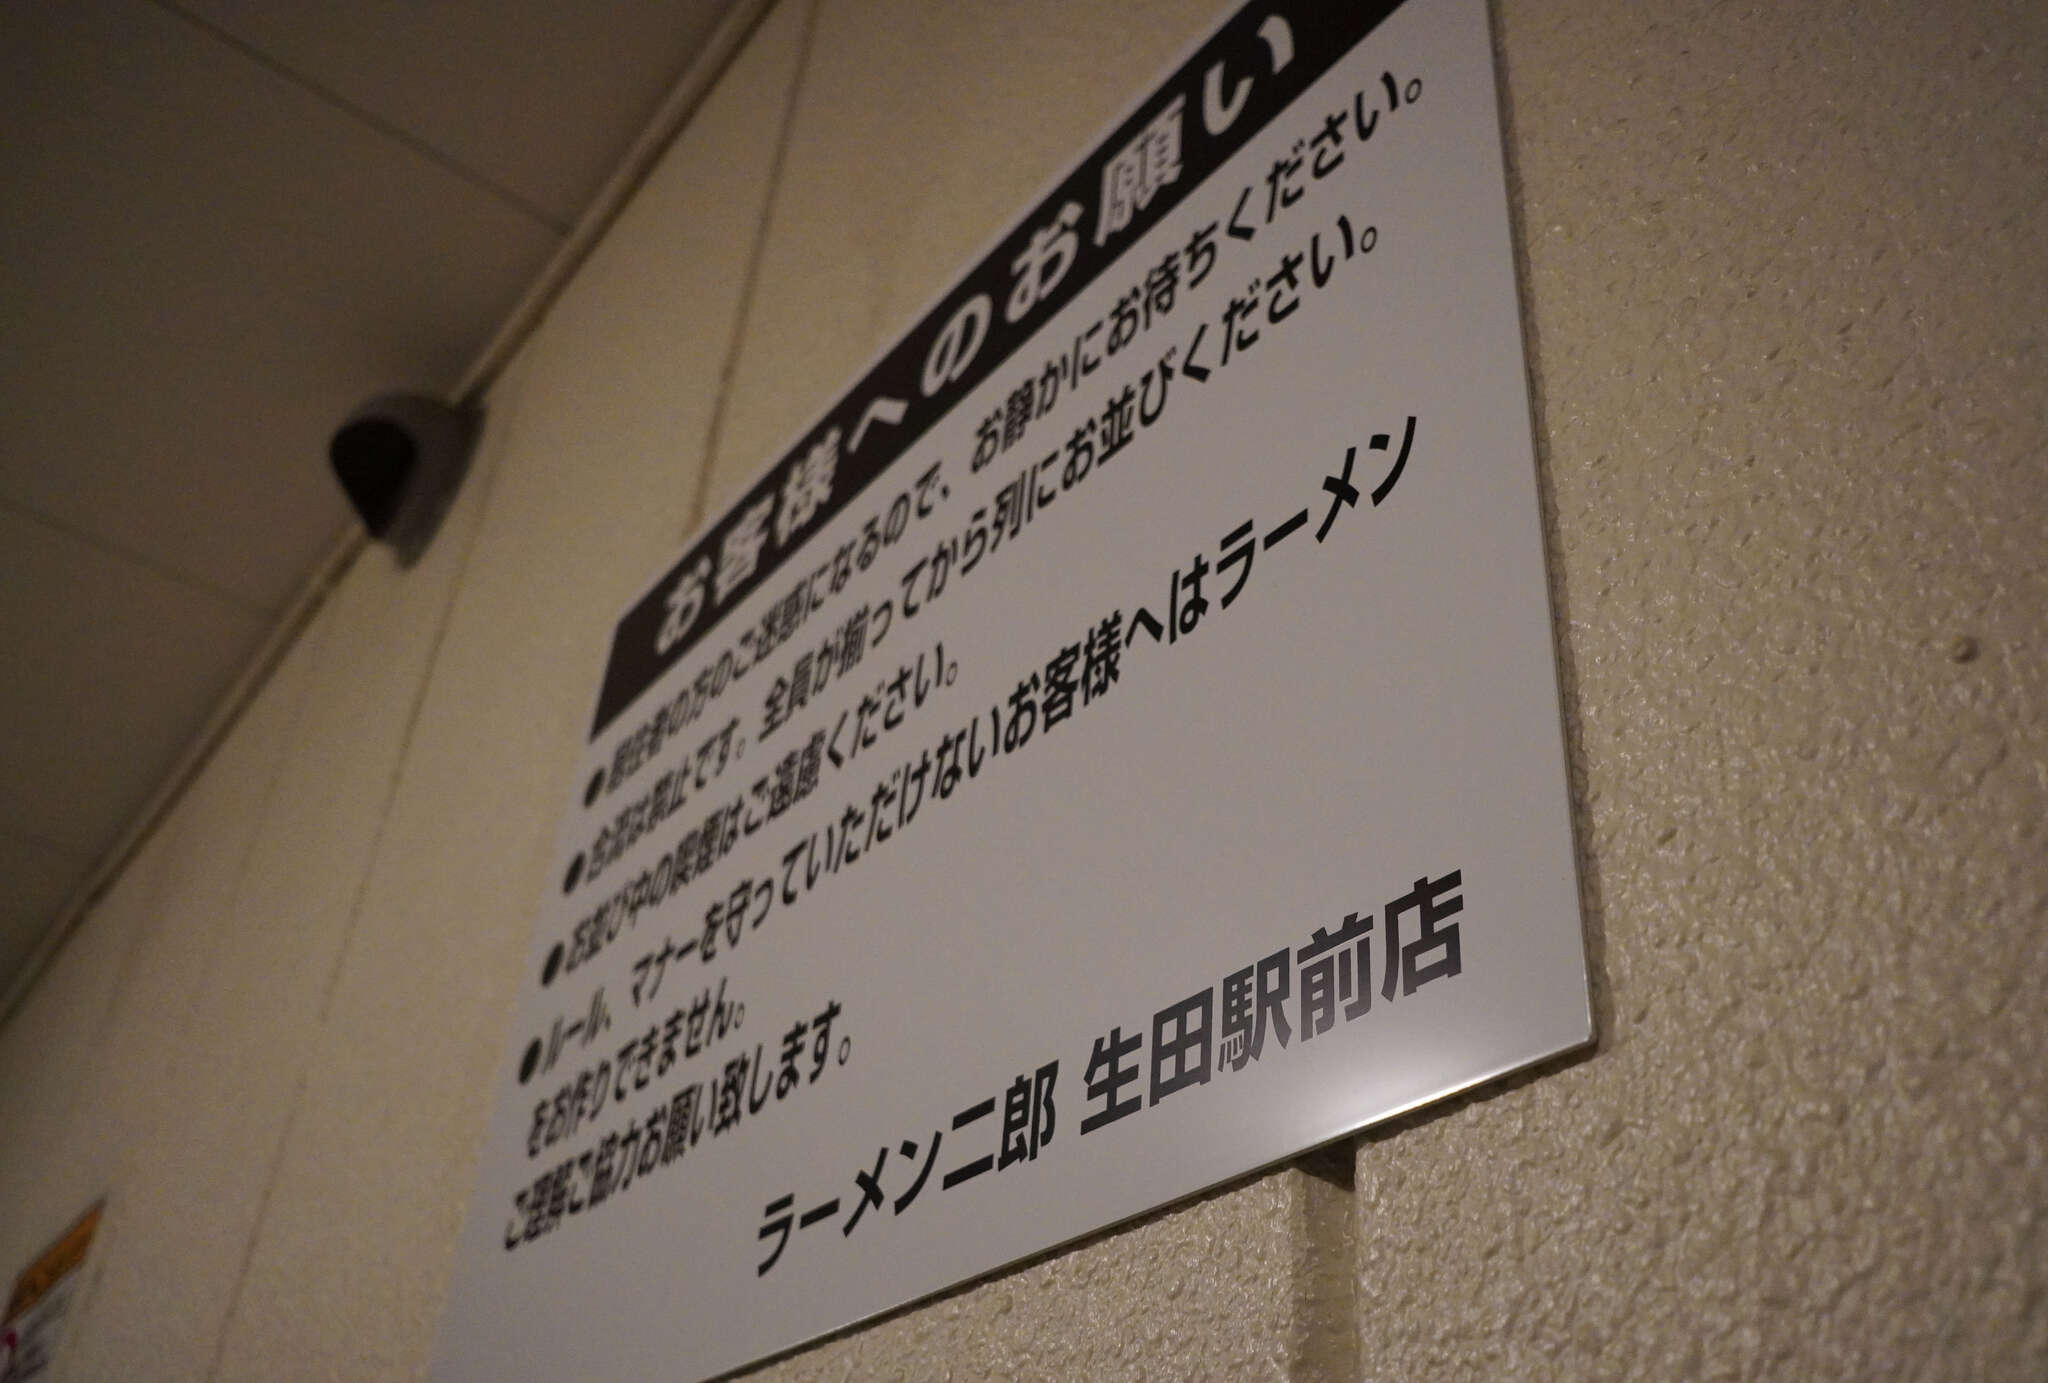 お客様へのお願い
●居住者の方のご迷惑になるので、お静かにお待ちください。
●合流は禁止です。全員が揃ってから列にお並びください。
●お並び中の喫煙はご遠慮ください。
●ルール、マナーを守っていただけないお客様へはラーメン
をお作りできません。
ご理解ご協力お願い致します。
ラーメン二郎 生田駅前店